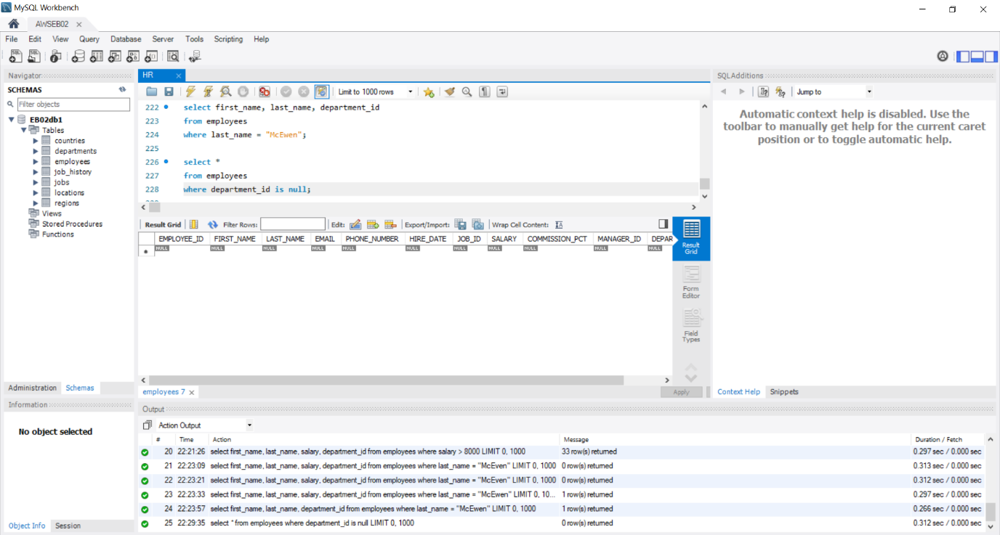 MySQL Workbench
AWSEB02
File Edit View Query Database Server Tools Scripting Help
Navigator
SCHEMAS
Filter objects
EB02db1
Tables
countries
departments
employees
job_history
jobs
locations
regions
Views
Stored Procedures
Functions
Administration Schemas
Information
No object selected
Object Info Session
HR
Limit to 1000 rows
222 select first_name, last_name, department_id
223 from employees
224 where last_name = "McEwen";
225
226 select *
227 from employees
228 where department_id is null;
Result Grid Filter Rows: Edit: Export/Import: Wrap Cell Content:
EMPLOYEE_ID FIRST_NAME LAST_NAME EMAIL PHONE_NUMBER HIRE_DATE JOB_ID SALARY COMMISSION_PCT MANAGER_ID DEPAR
NULL NULL NULL NULL NULL NULL NULL NULL NULL NULL NULL
Result
Grid
Form
Editor
Field
Types
employees 7
Apply
SQLAdditions
Jump to
Automatic context help is disabled. Use the
toolbar to manually get help for the current caret
position or to toggle automatic help.
Context Help Snippets
Output
Action Output
# Time Action Message Duration / Fetch
20 22:21:26 select first_name, last_name, salary, department_id from employees where salary > 8000 LIMIT 0, 1000 33 row(s) returned 0.297 sec / 0.000 sec
21 22:23:09 select first_name, last_name, salary, department_id from employees where last_name = "McEven" LIMIT 0, 1000 0 row(s) returned 0.313 sec / 0.000 sec
22 22:23:21 select first_name, last_name, salary, department_id from employees where last_name = "McEven" LIMIT 0, 1000 0 row(s) returned 0.312 sec / 0.000 sec
23 22:23:33 select first_name, last_name, salary, department_id from employees where last_name = "McEwen" LIMIT 0, 10... 1 row(s) returned 0.297 sec / 0.000 sec
24 22:23:57 select first_name, last_name, department_id from employees where last_name = "McEwen" LIMIT 0, 1000 1 row(s) returned 0.266 sec / 0.000 sec
25 22:29:35 select * from employees where department_id is null LIMIT 0, 1000 0 row(s) returned 0.312 sec / 0.000 sec